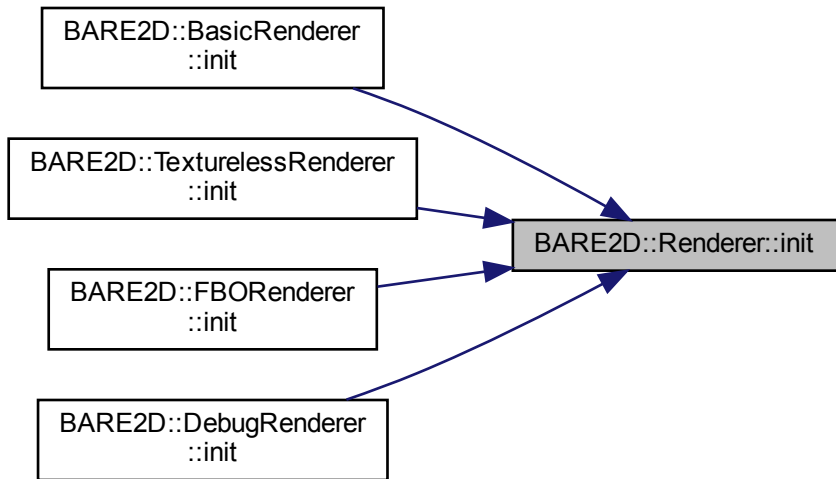 BARE2D::BasicRenderer
::init
BARE2D::TexturelessRenderer
::init
BARE2D::Renderer::init
BARE2D::FBORenderer
::init
BARE2D::DebugRenderer
::init